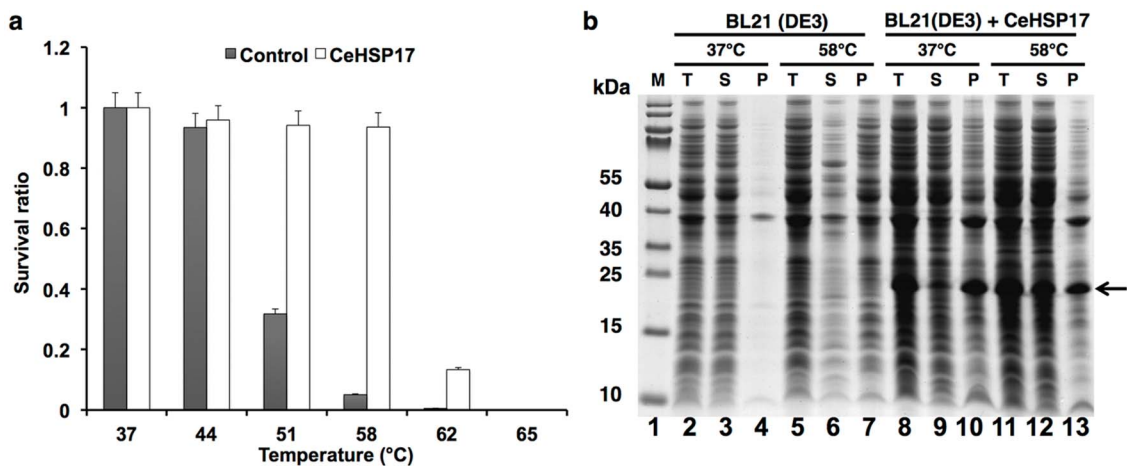 a
Control CeHSP17
Survival ratio
1.2
1
0.8
0.6
0.4
0.2
0
37 44 51 58 62 65
Temperature (°C)
b
BL21 (DE3) BL21(DE3) + CeHSP17
37°C 58°C 37°C 58°C
kDa M T S P T S P T S P T S P
55
40
35
25
15
10
1 2 3 4 5 6 7 8 9 10 11 12 13